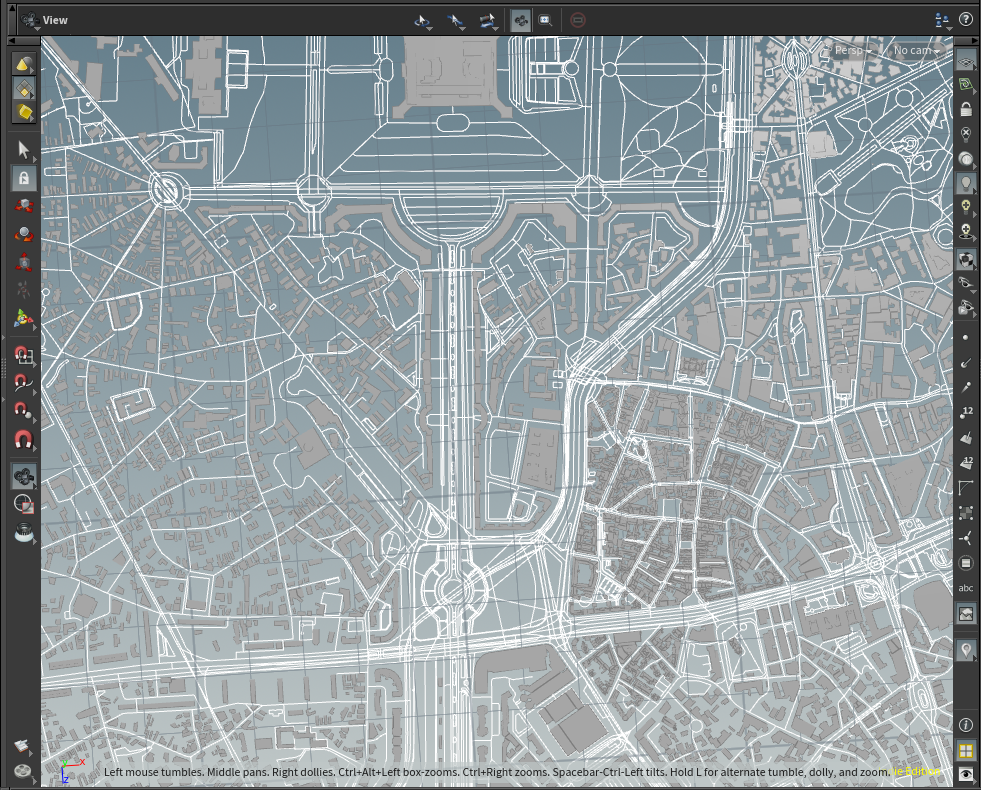 View
Persp
No cam
12
12
abc
Left mouse tumbles. Middle pans. Right dollies. Ctrl+Alt+Left box-zooms. Ctrl+Right zooms. Spacebar-Ctrl-Left tilts. Hold L for alternate tumble, dolly, and zoom.
X
Z